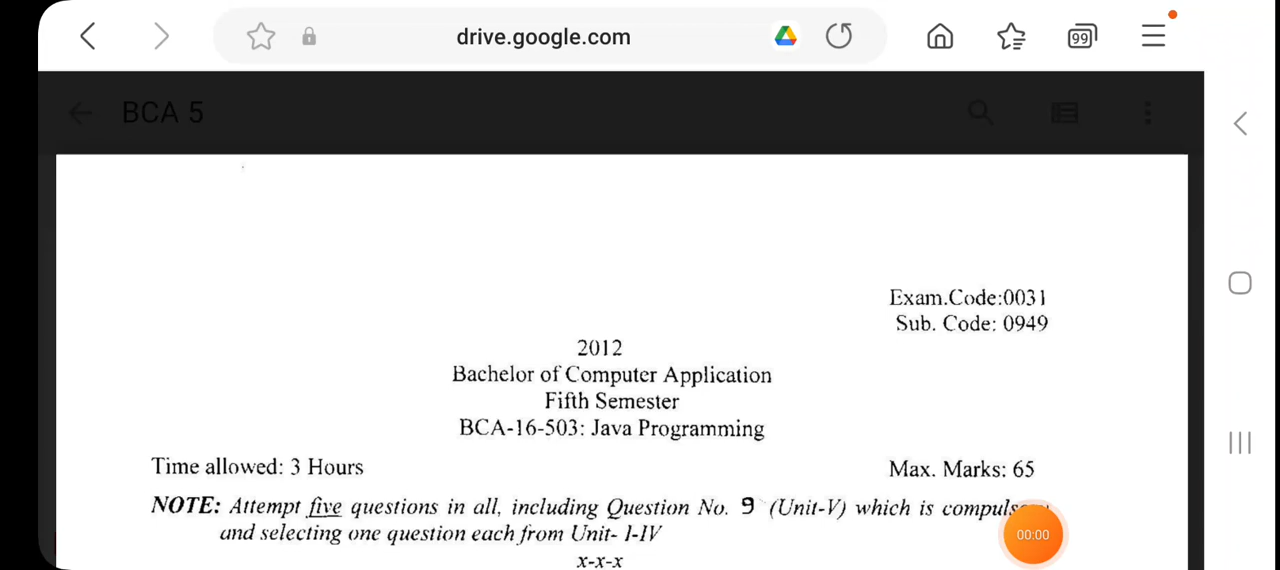 drive.google.com
99
BCA 5
Exam.Code:0031
Sub. Code: 0949
2012
Bachelor of Computer Application
Fifth Semester
BCA-16-503: Java Programming
Time allowed: 3 Hours
Max. Marks: 65
NOTE: Attempt five questions in all, including Question No. 9 (Unit-V) which is
and selecting one question each from Unit- I-IV
00:00
x-x-x